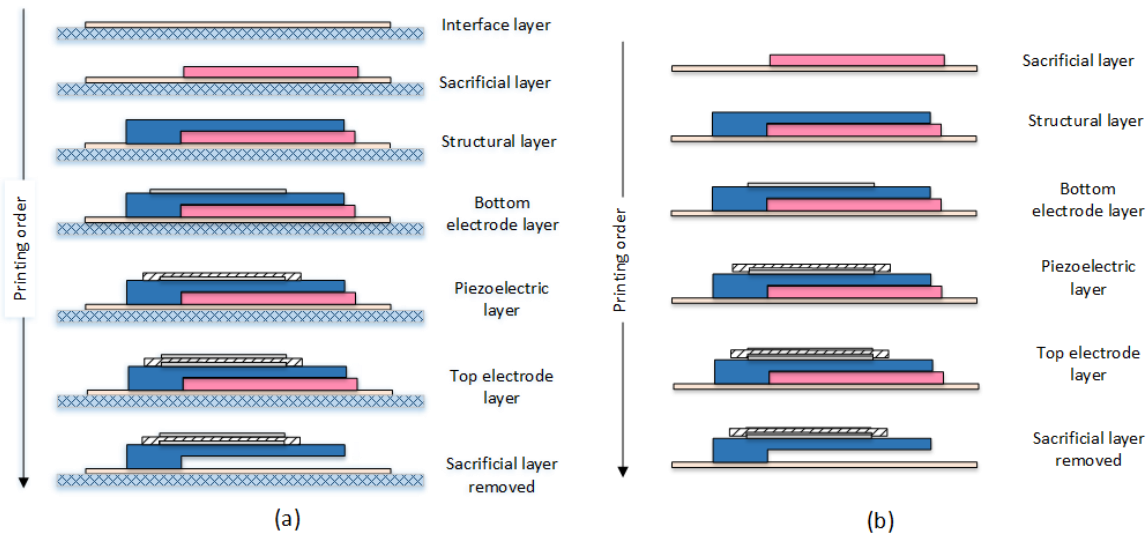 Printing order
Interface layer
Sacrificial layer
Structural layer
Bottom
electrode layer
Piezoelectric
layer
Top electrode
layer
Sacrificial layer
removed
(a)
Printing order
Sacrificial layer
Structural layer
Bottom
electrode layer
Piezoelectric
layer
Top electrode
layer
Sacrificial layer
removed
(b)